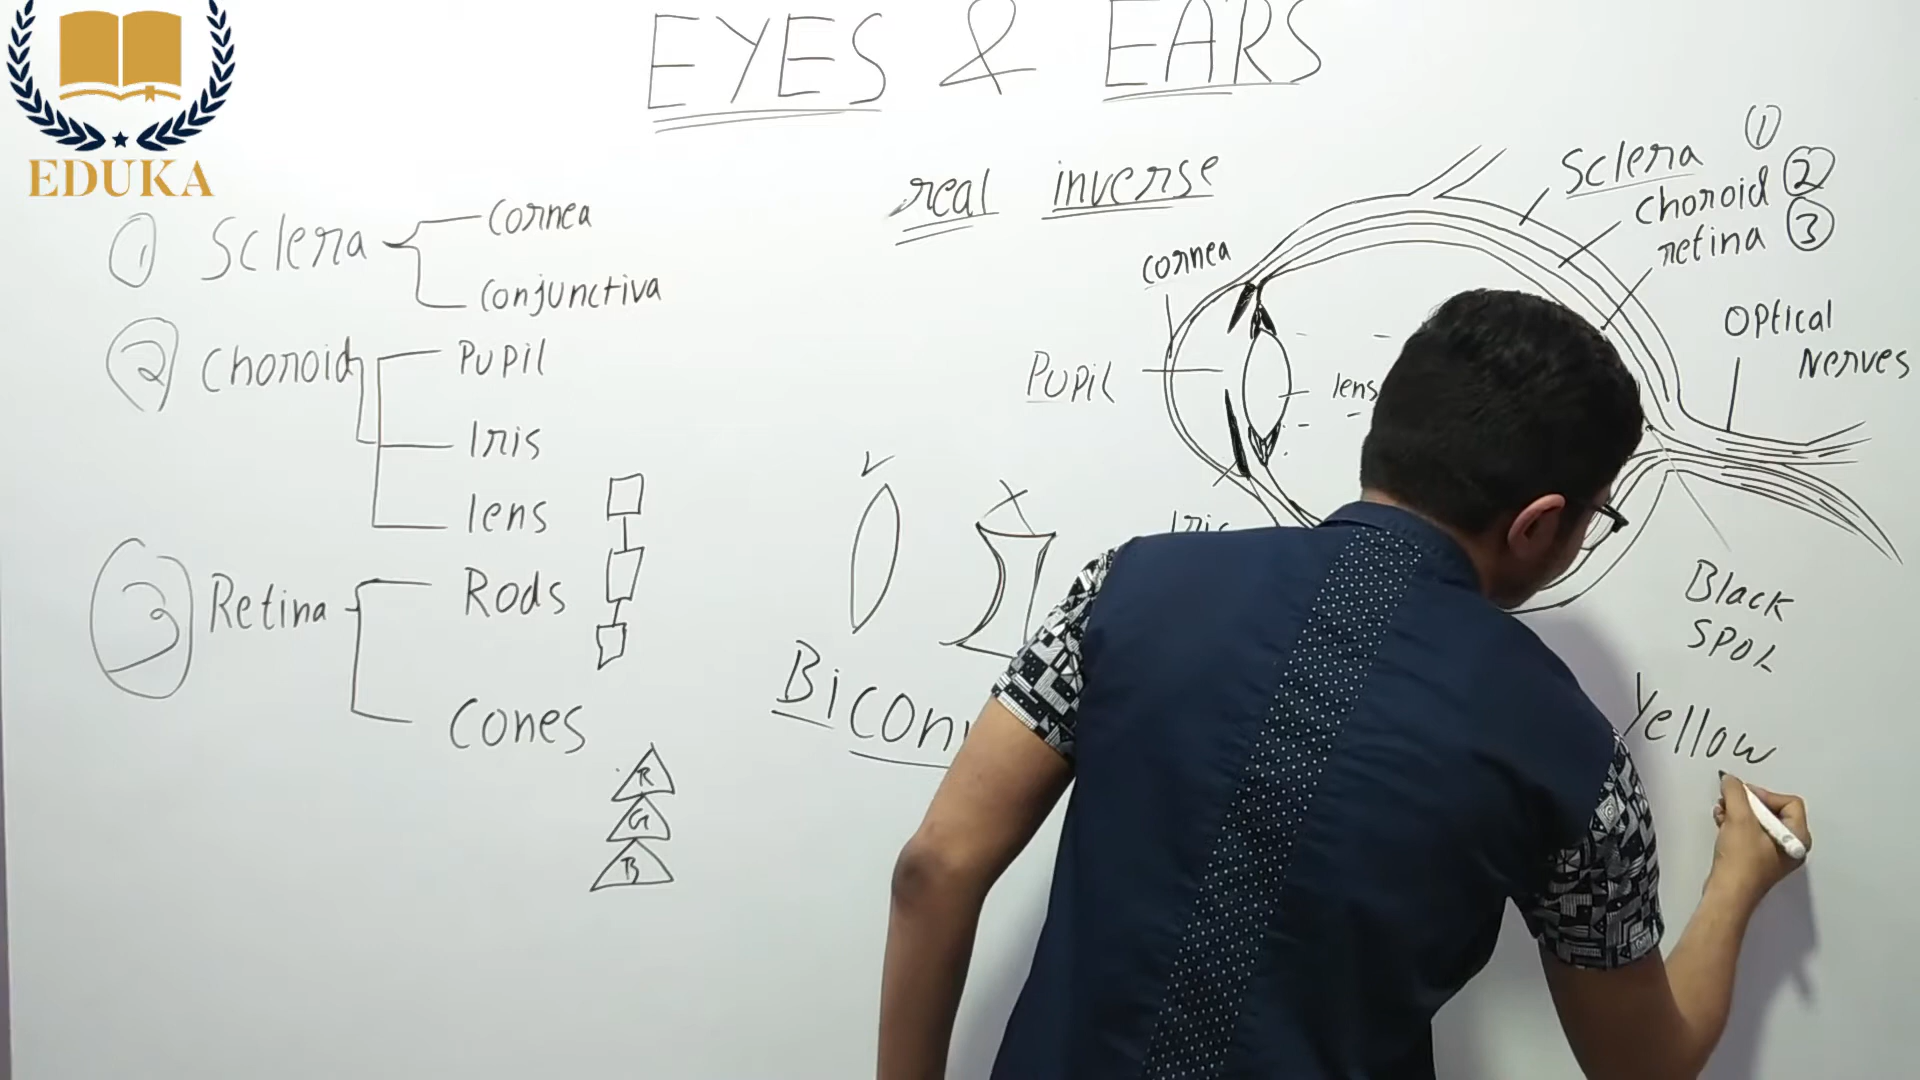 EDUKA
EYES & EARS
real inverse
① Sclera
Cornea
Conjunctiva
② Choroid
Pupil
Iris
lens
③ Retina
Rods
Cones
R
G
B
Sclera ①
Choroid ②
retina ③
Cornea
Pupil
lens
Iris
Optical
Nerves
Black
Yellow